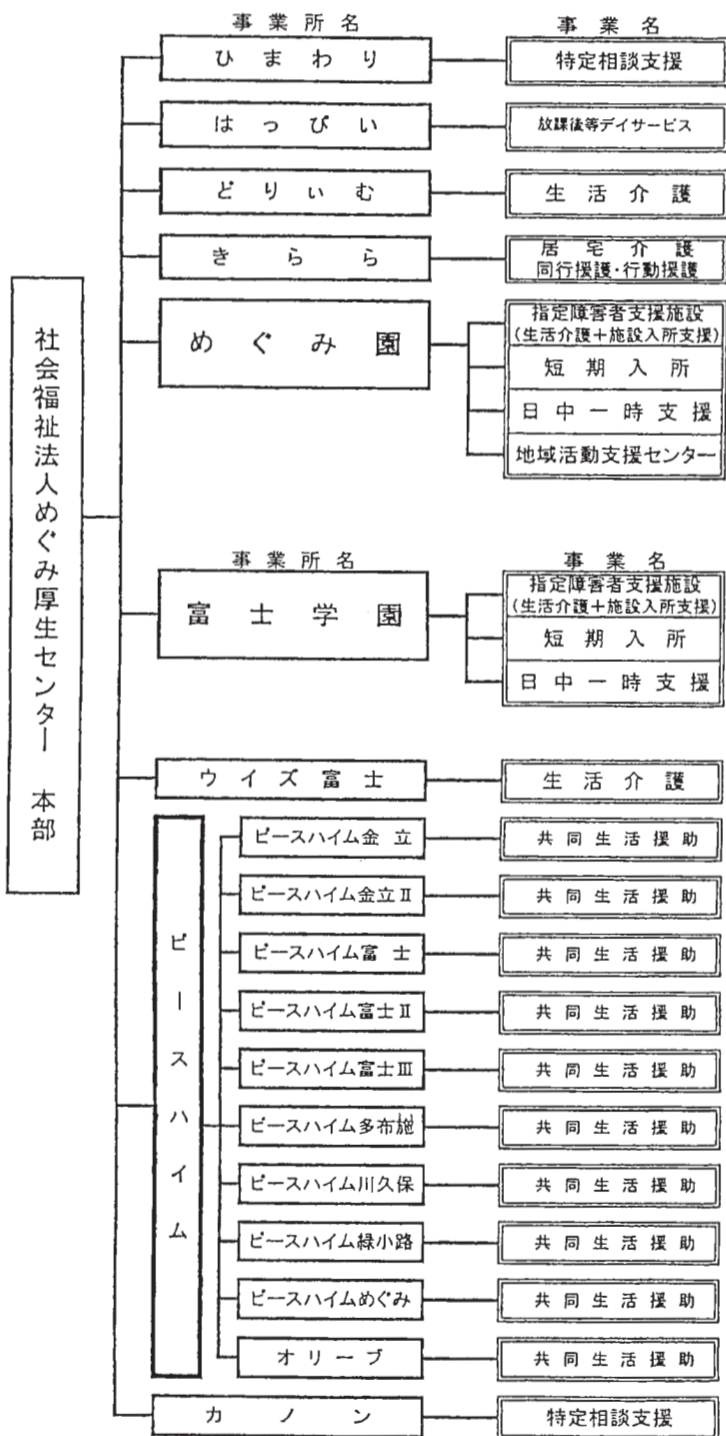 社会福祉法人めぐみ厚生センター 本部
事業所名 事業名
ひまわり 特定相談支援
はっぴい 放課後等デイサービス
どりぃむ 生活介護
きらら 居宅介護
同行援護・行動援護
めぐみ園 指定障害者支援施設
(生活介護+施設入所支援)
短期入所
日中一時支援
地域活動支援センター
事業所名 事業名
富士学園 指定障害者支援施設
(生活介護+施設入所支援)
短期入所
日中一時支援
ウイズ富士 生活介護
ピースハイム
ピースハイム金立 共同生活援助
ピースハイム金立Ⅱ 共同生活援助
ピースハイム富士 共同生活援助
ピースハイム富士Ⅱ 共同生活援助
ピースハイム富士Ⅲ 共同生活援助
ピースハイム多布施 共同生活援助
ピースハイム川久保 共同生活援助
ピースハイム緑小路 共同生活援助
ピースハイムめぐみ 共同生活援助
オリーブ 共同生活援助
カノン 特定相談支援